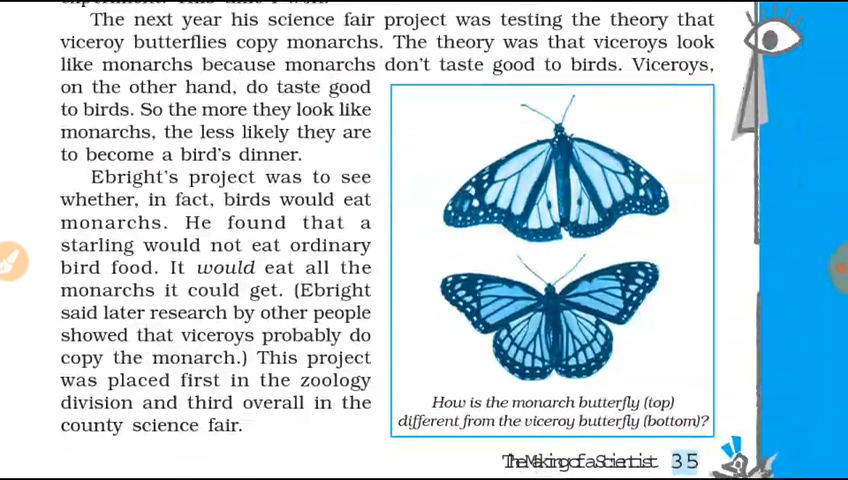 The next year his science fair project was testing the theory that
viceroy butterflies copy monarchs. The theory was that viceroys look
like monarchs because monarchs don't taste good to birds. Viceroys,
on the other hand, do taste good
to birds. So the more they look like
monarchs, the less likely they are
to become a bird's dinner.
Ebright's project was to see
whether, in fact, birds would eat
monarchs. He found that a
starling would not eat ordinary
bird food. It would eat all the
monarchs it could get. (Ebright
said later research by other people
showed that viceroys probably do
copy the monarch.) This project
was placed first in the zoology
division and third overall in the
county science fair.
How is the monarch butterfly (top)
different from the viceroy butterfly (bottom)?
The Making of a Scientist 35